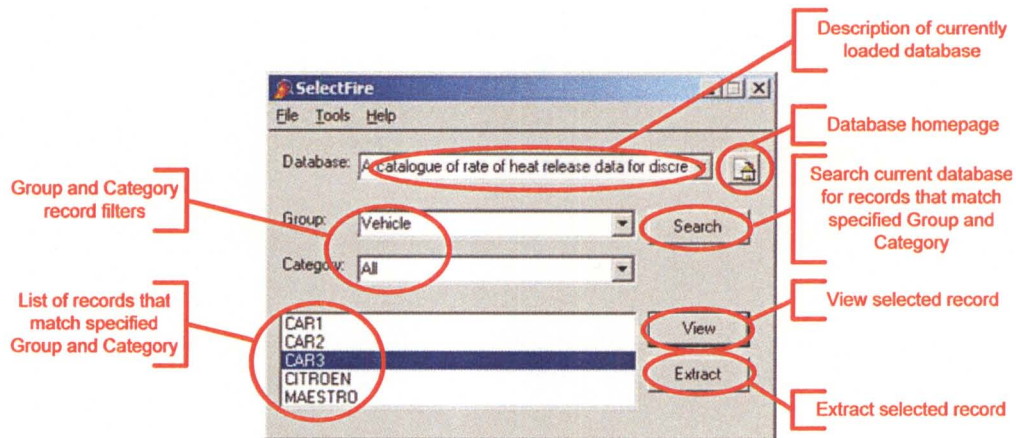 Description of currently
loaded database
SelectFire
File Tools Help
Database homepage
Database: A catalogue of rate of heat release data for discre
Search current database
for records that match
specified Group and
Category
Group and Category
record filters
Group: Vehicle
Search
Category: All
View selected record
List of records that
match specified
Group and Category
CAR1
CAR2
CAR3
CITROEN
MAESTRO
View
Extract
Extract selected record